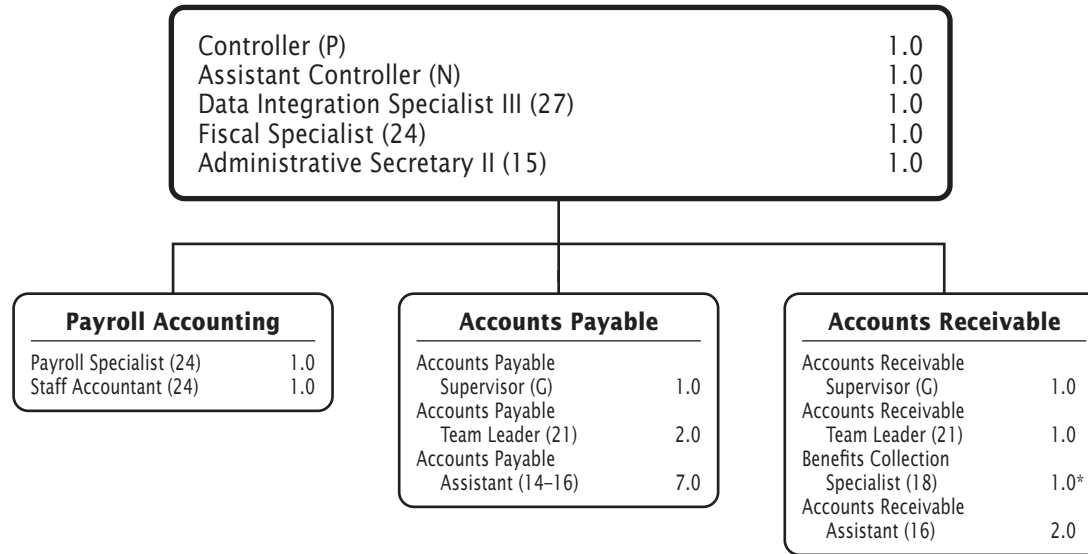 Controller (P) 1.0
Assistant Controller (N) 1.0
Data Integration Specialist III (27) 1.0
Fiscal Specialist (24) 1.0
Administrative Secretary II (15) 1.0
Payroll Accounting
Payroll Specialist (24) 1.0
Staff Accountant (24) 1.0
Accounts Payable
Accounts Payable
Supervisor (G) 1.0
Accounts Payable
Team Leader (21) 2.0
Accounts Payable
Assistant (14–16) 7.0
Accounts Receivable
Accounts Receivable
Supervisor (G) 1.0
Accounts Receivable
Team Leader (21) 1.0
Benefits Collection
Specialist (18) 1.0*
Accounts Receivable
Assistant (16) 2.0